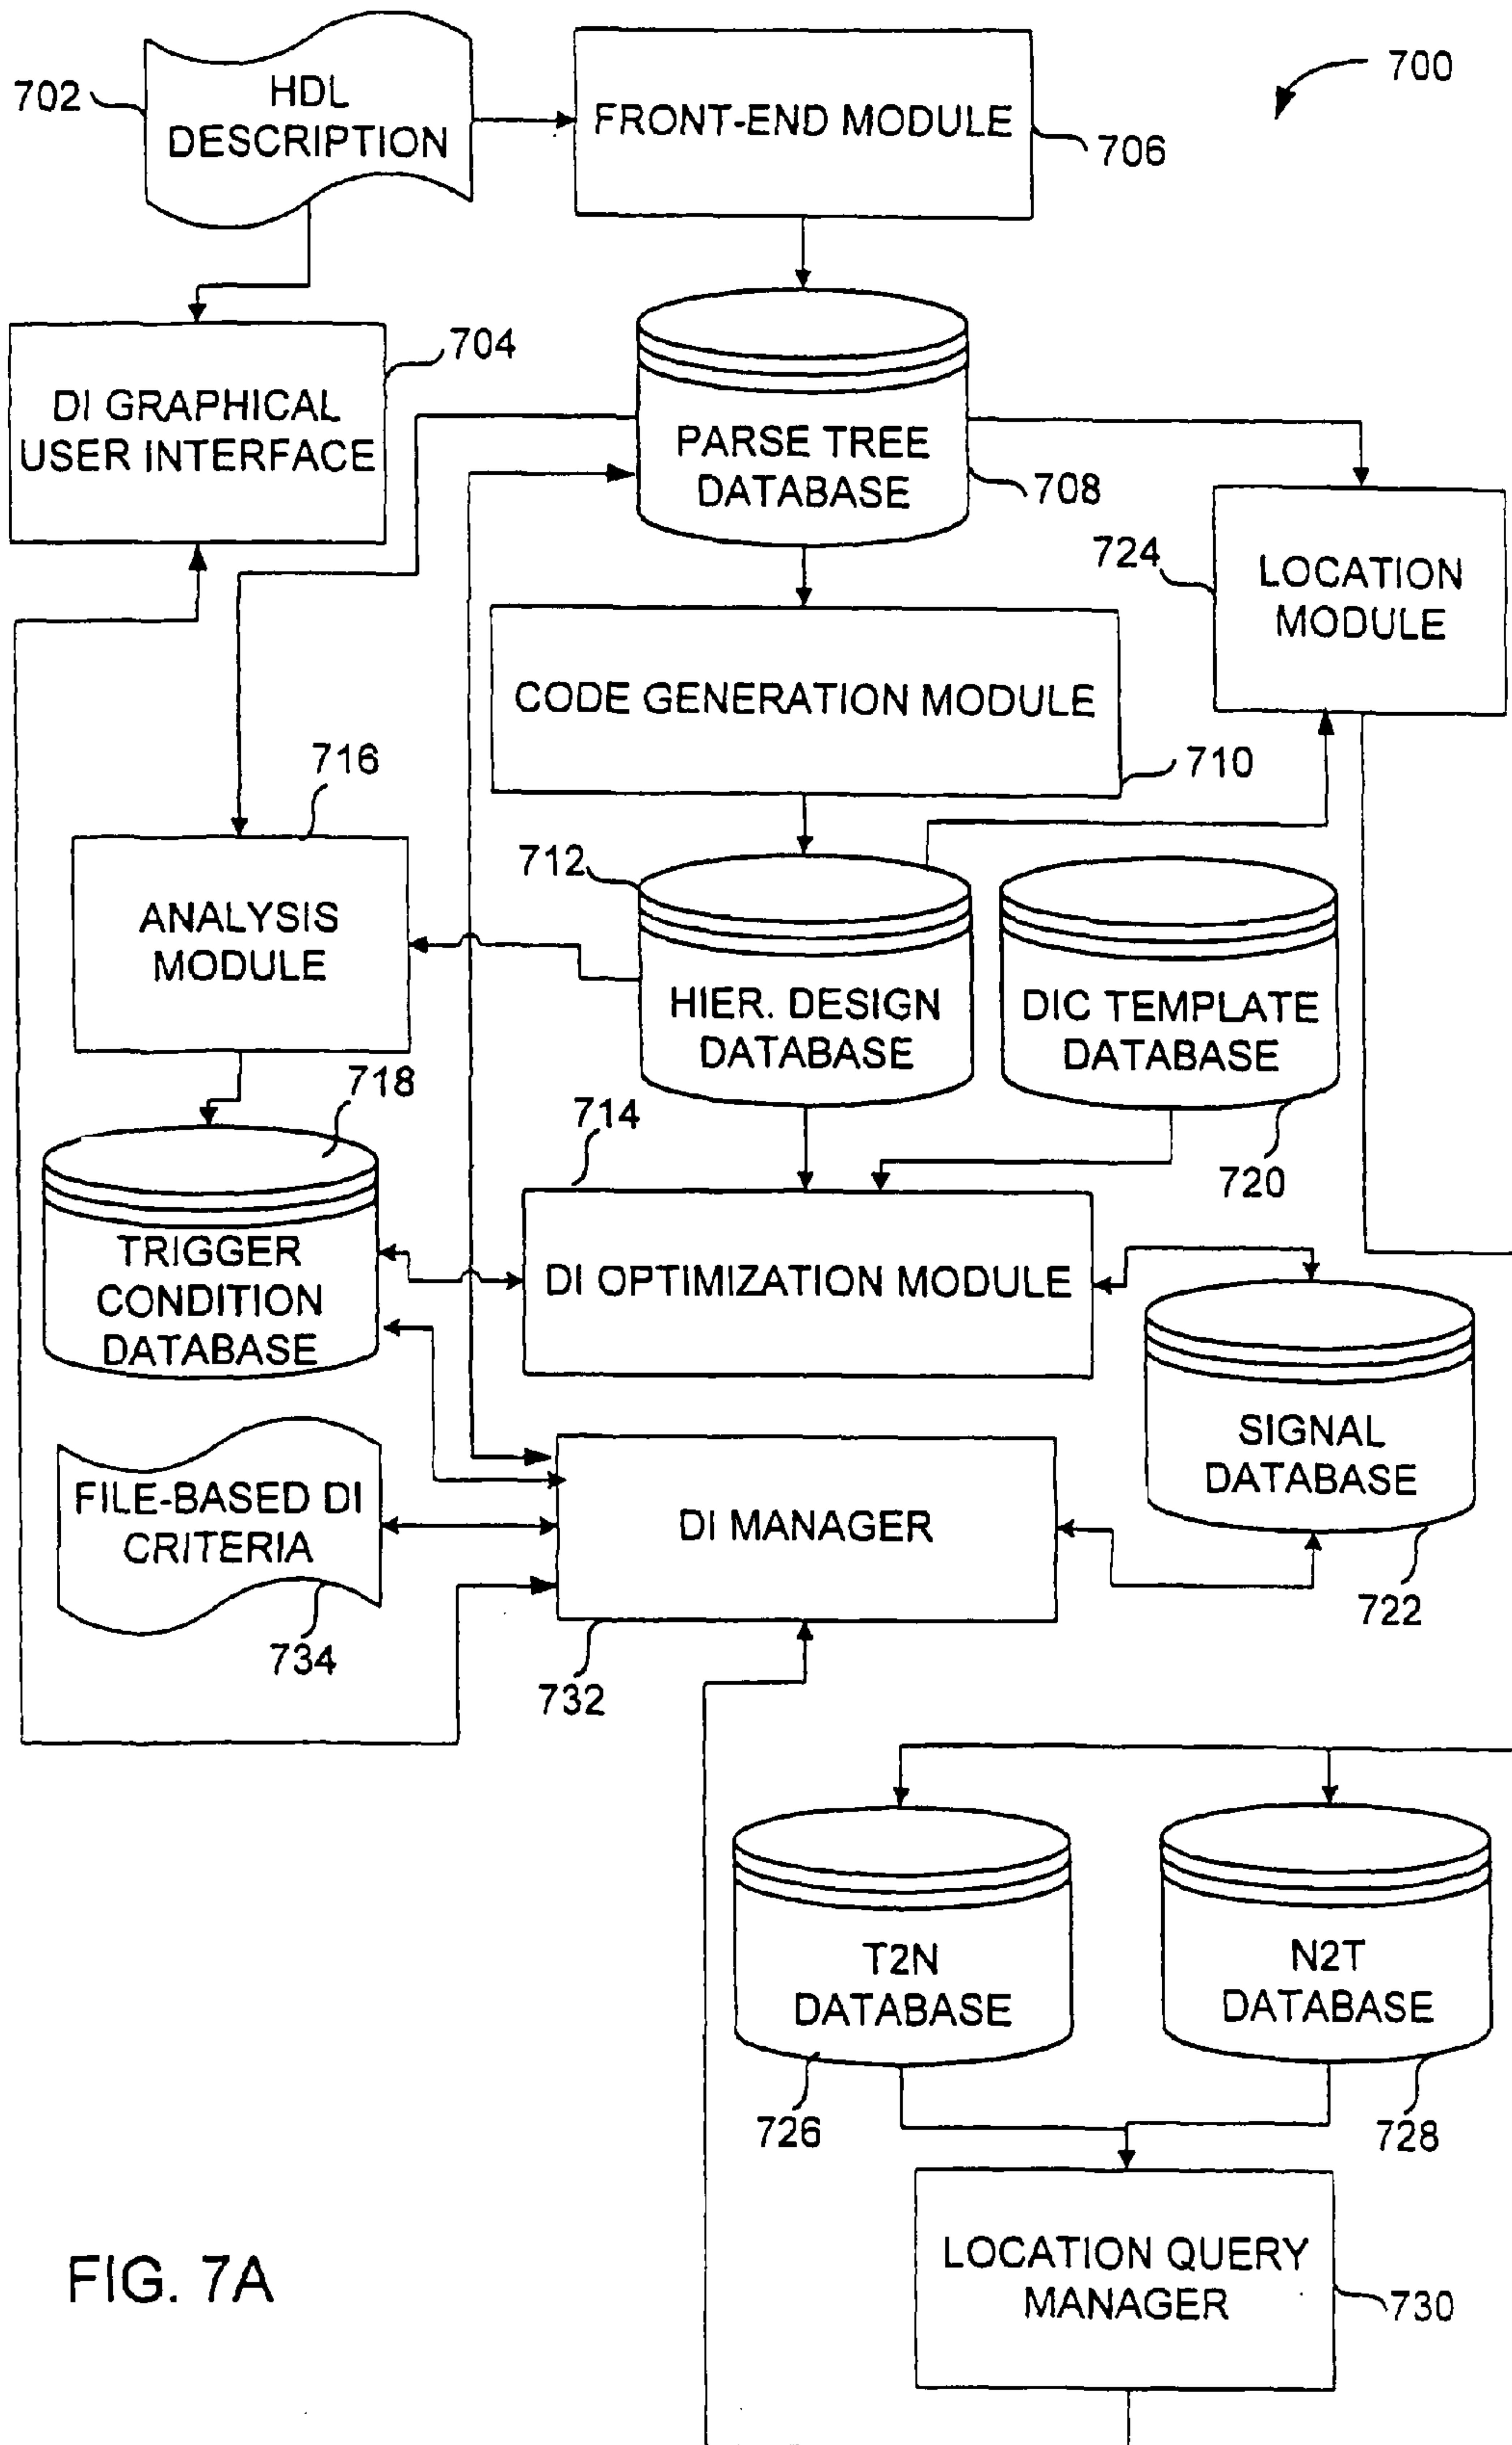 702
HDL
DESCRIPTION
FRONT-END MODULE
700
706
704
DI GRAPHICAL
USER INTERFACE
PARSE TREE
DATABASE
708
724
LOCATION
MODULE
CODE GENERATION MODULE
710
716
712
ANALYSIS
MODULE
HIER. DESIGN
DATABASE
DIC TEMPLATE
DATABASE
718
714
720
TRIGGER
CONDITION
DATABASE
DI OPTIMIZATION MODULE
SIGNAL
DATABASE
FILE-BASED DI
CRITERIA
DI MANAGER
722
734
732
T2N
DATABASE
N2T
DATABASE
726
728
LOCATION QUERY
MANAGER
730
FIG. 7A